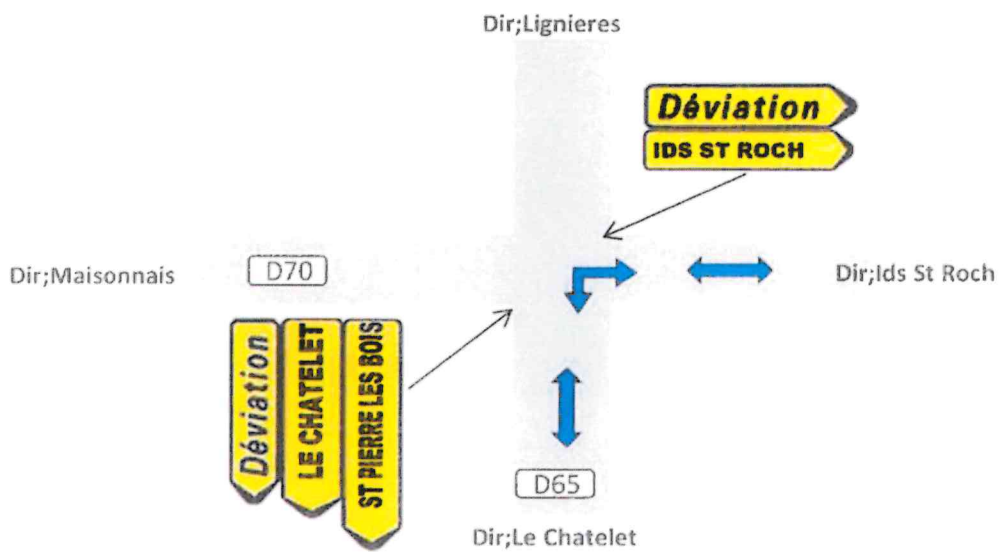 Dir;Lignieres
Déviation
IDS ST ROCH
Dir;Maisonnais
D70
Dir;Ids St Roch
Déviation
LE CHATELET
ST PIERRE LES BOIS
D65
Dir;Le Chatelet